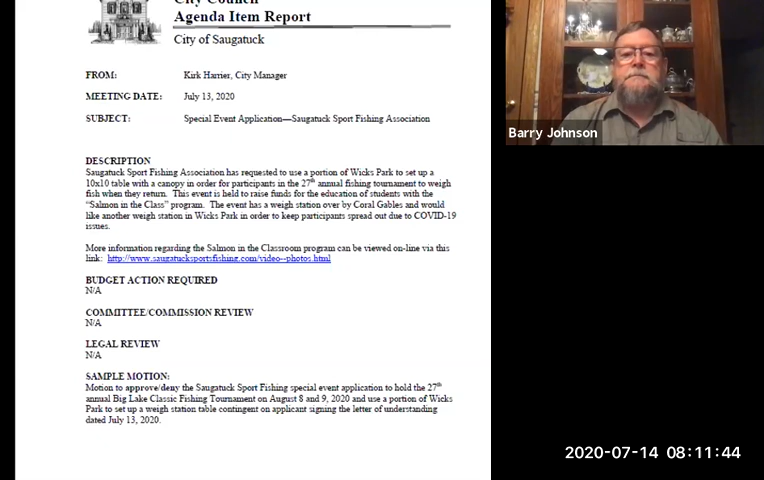 City Council
Agenda Item Report
City of Saugatuck
FROM: Kirk Harrier, City Manager
MEETING DATE: July 13, 2020
SUBJECT: Special Event Application—Saugatuck Sport Fishing Association
DESCRIPTION
Saugatuck Sport Fishing Association has requested to use a portion of Wicks Park to set up a
10x10 table with a canopy in order for participants in the 27th annual fishing tournament to weigh
fish when they return. This event is held to raise funds for the education of students with the
"Salmon in the Class" program. The event has a weigh station over by Coral Gables and would
like another weigh station in Wicks Park in order to keep participants spread out due to COVID-19
issues.
More information regarding the Salmon in the Classroom program can be viewed on-line via this
link: http://www.saugatucksportsfishing.com/video--photos.html
BUDGET ACTION REQUIRED
N/A
COMMITTEE/COMMISSION REVIEW
N/A
LEGAL REVIEW
N/A
SAMPLE MOTION:
Motion to approve/deny the Saugatuck Sport Fishing special event application to hold the 27th
annual Big Lake Classic Fishing Tournament on August 8 and 9, 2020 and use a portion of Wicks
Park to set up a weigh station table contingent on applicant signing the letter of understanding
dated July 13, 2020.
Barry Johnson
2020-07-14 08:11:44